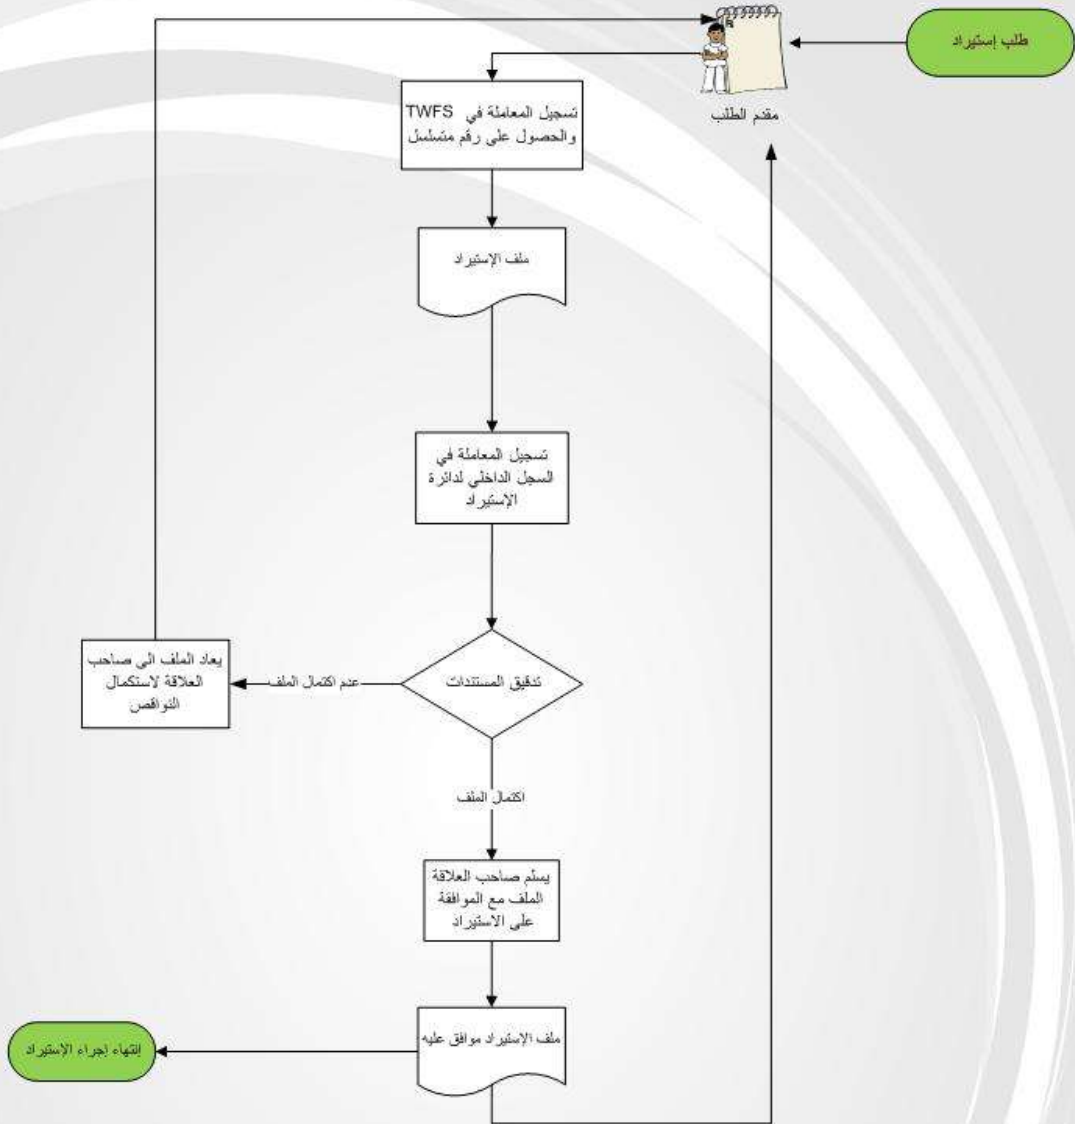 طلب إستيراد
مقدم الطلب
تسجيل المعاملة في TWFS
والحصول على رقم متسلسل
ملف الإستيراد
تسجيل المعاملة في
السجل الداخلي لدائرة
الإستيراد
تدقيق المستندات
عدم اكتمال الملف
يعاد الملف الى صاحب
العلاقة لاستكمال
النواقص
اكتمال الملف
يسلم صاحب العلاقة
الملف مع الموافقة
على الاستيراد
ملف الإستيراد موافق عليه
إنتهاء إجراء الاستيراد